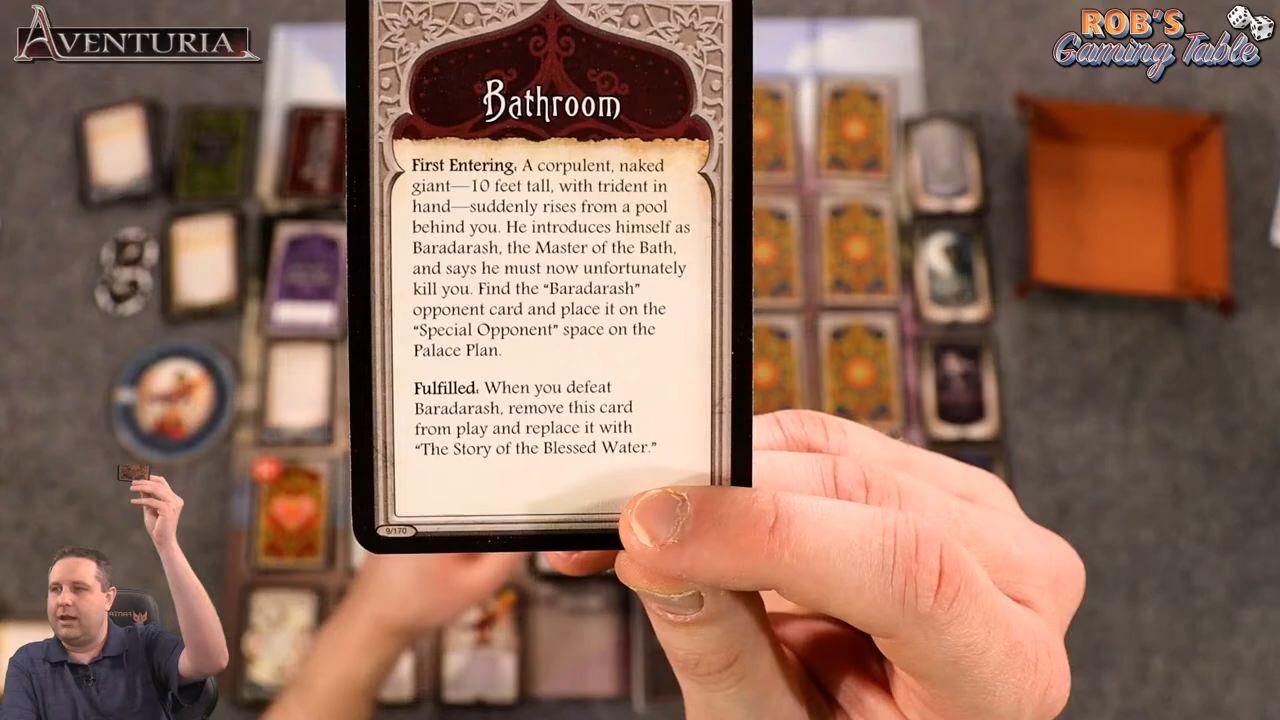 AVENTURIA
ROB'S
Gaming Table
Bathroom
First Entering: A corpulent, naked
giant—10 feet tall, with trident in
hand—suddenly rises from a pool
behind you. He introduces himself as
Baradarash, the Master of the Bath,
and says he must now unfortunately
kill you. Find the "Baradarash"
opponent card and place it on the
"Special Opponent" space on the
Palace Plan.
Fulfilled: When you defeat
Baradarash, remove this card
from play and replace it with
"The Story of the Blessed Water."
9/170